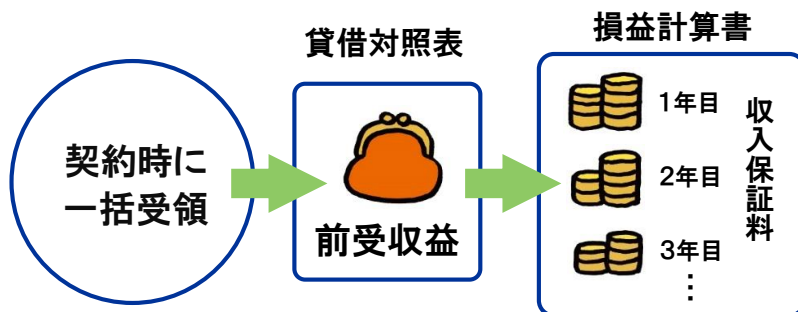 契約時に
一括受領
貸借対照表
前受収益
損益計算書
1年目
2年目
3年目
⋮
収入保証料